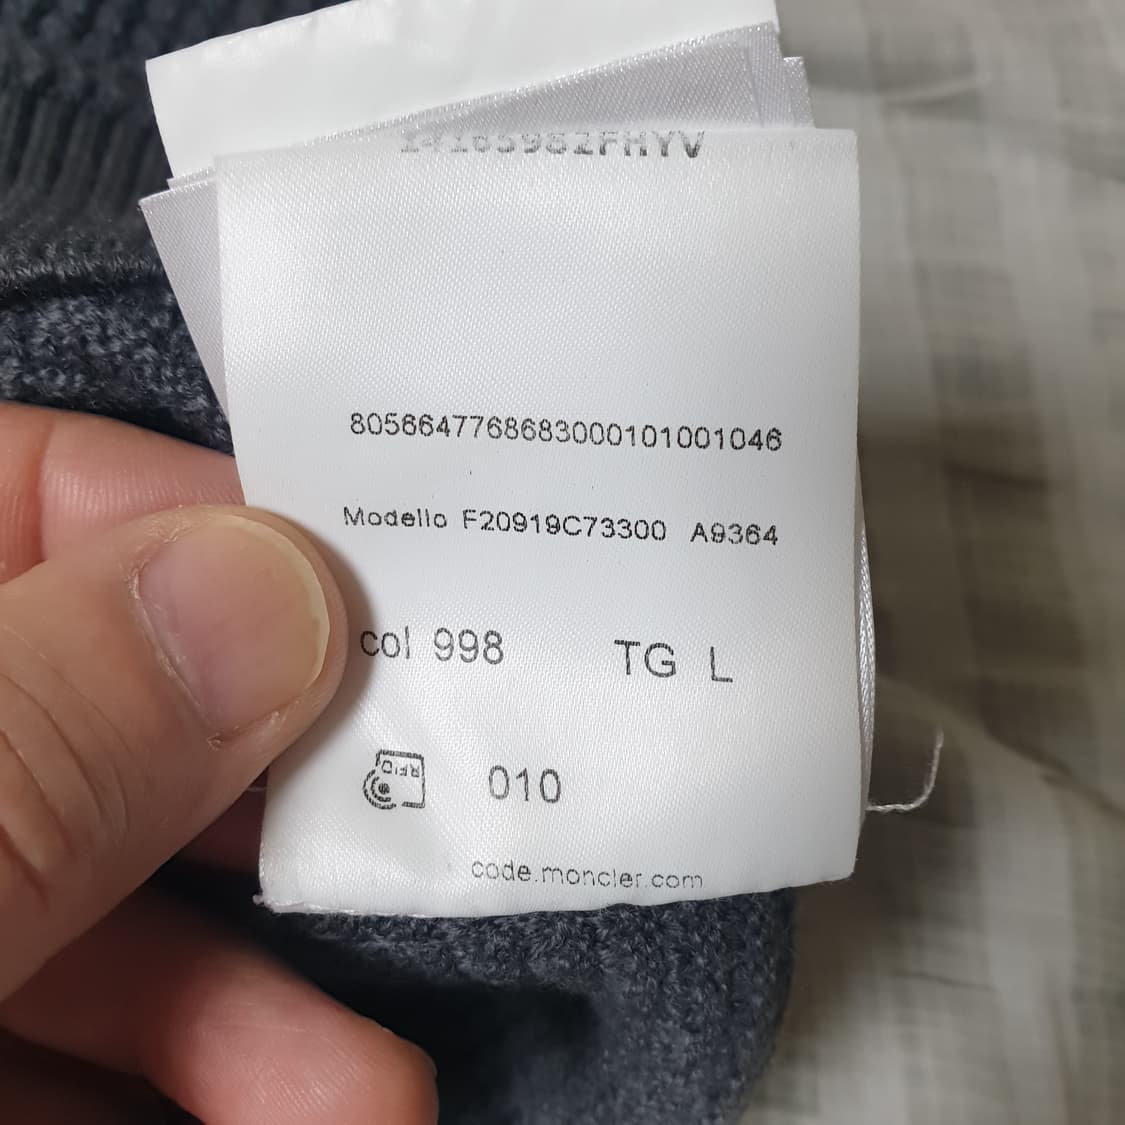 8056647768683000101001046
Modello F20919C73300 A9364
col 998 TG L
RFID 010
code.moncler.com